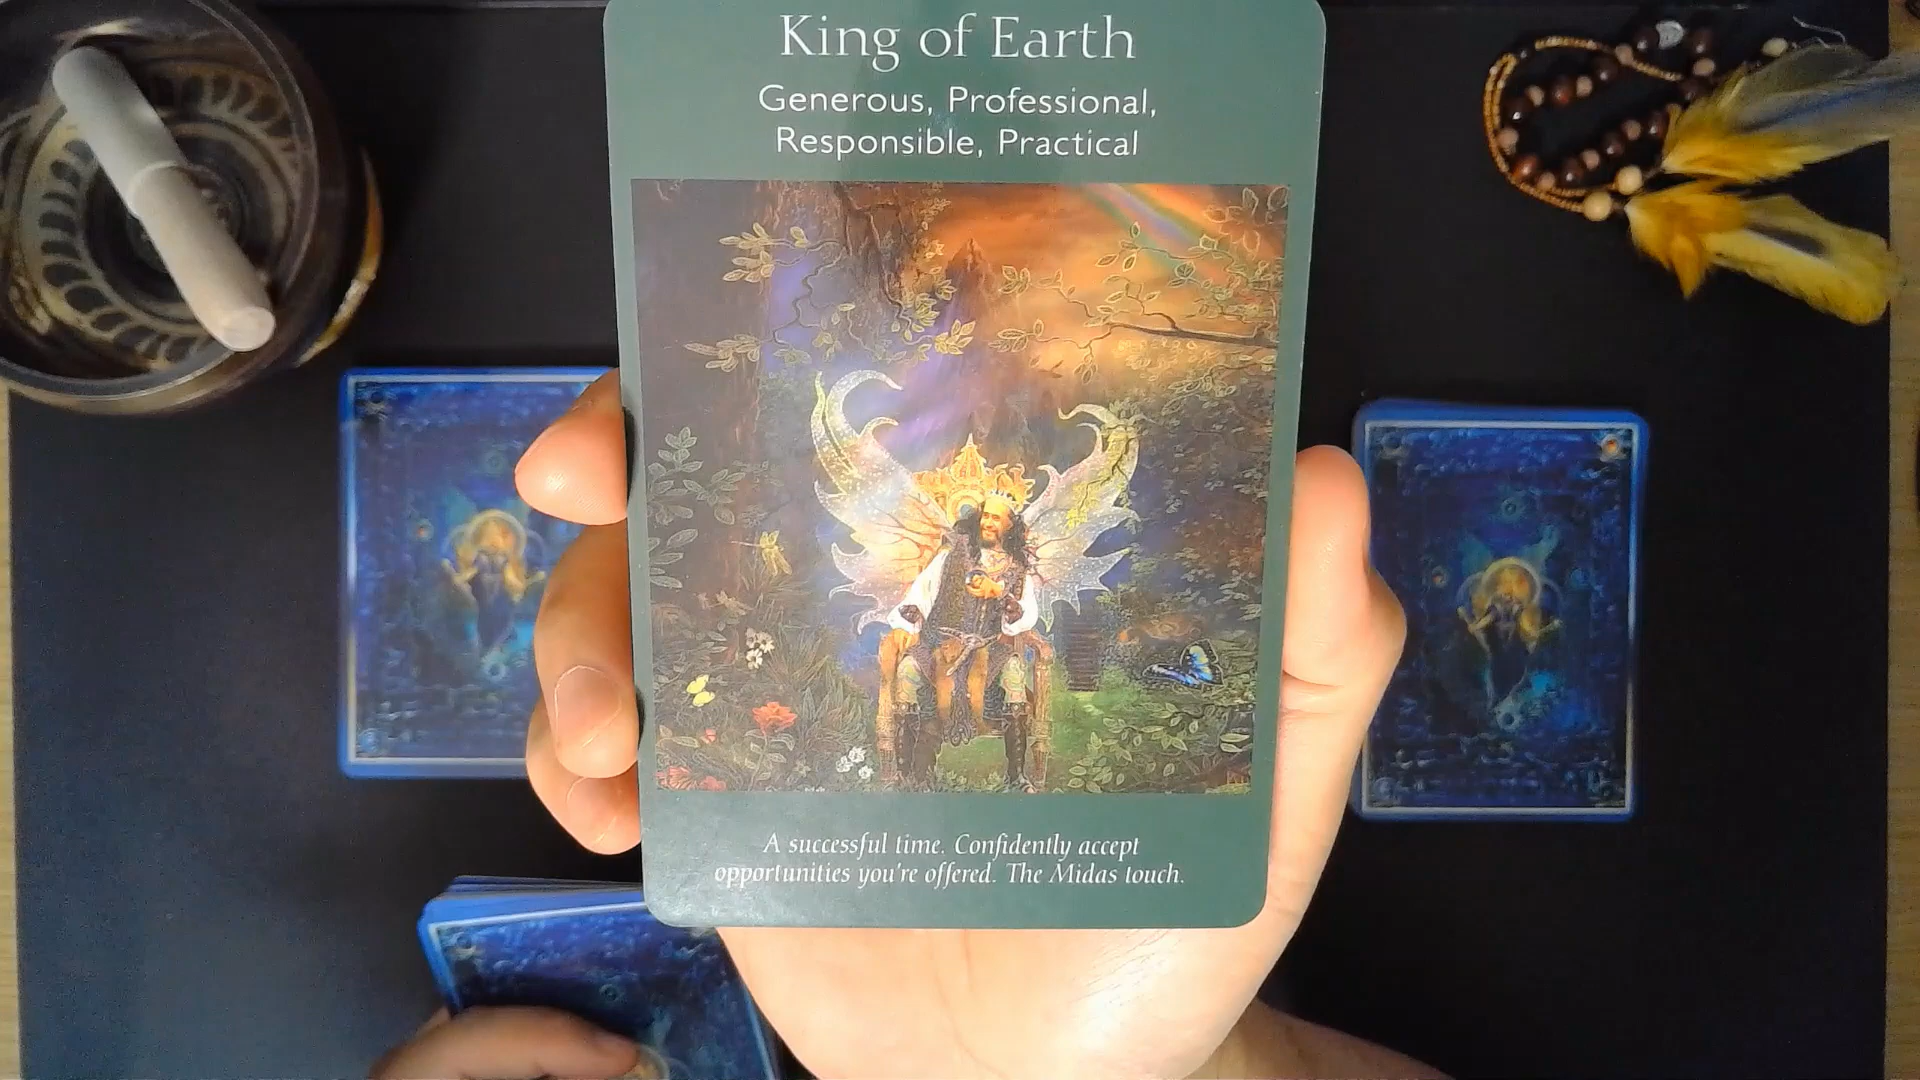 King of Earth
Generous, Professional,
Responsible, Practical
A successful time. Confidently accept
opportunities you're offered. The Midas touch.